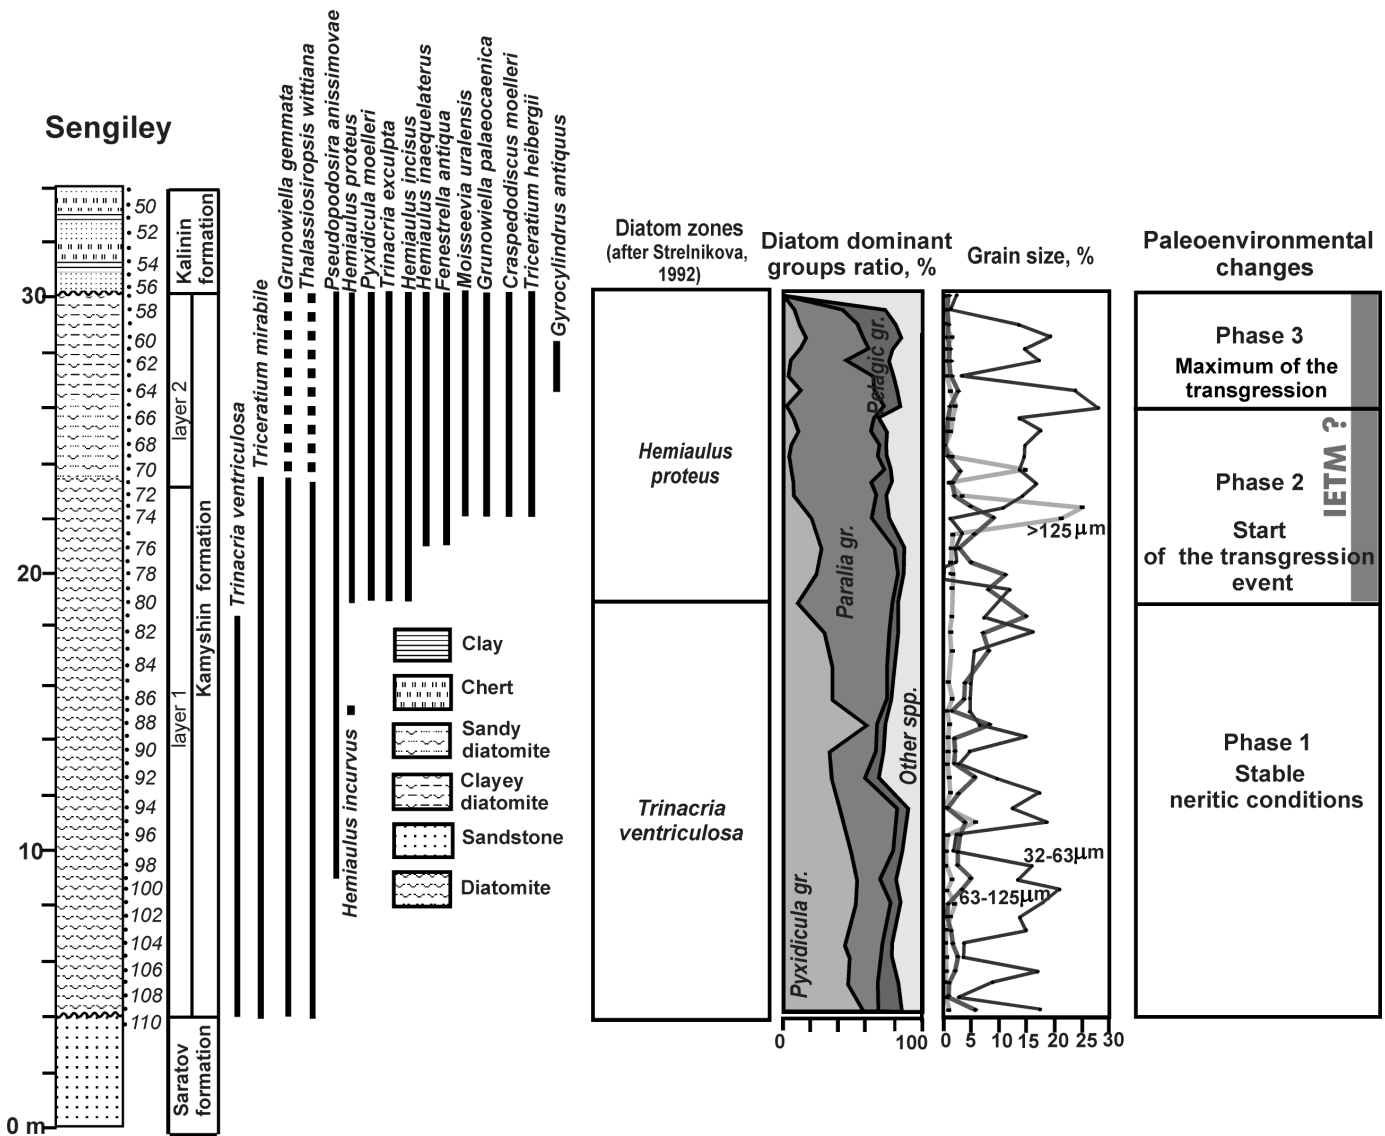 Sengiley
Trinacria ventriculosa
Triceratium mirabile
Grunowiella gemmata
Thalassiosiropsis wittiana
Pseudopodosira anissimovae
Hemiaulus proteus
Pyxidicula moelleri
Trinacria exculpta
Hemiaulus incisus
Hemiaulus inaequelaterus
Fenestrella antiqua
Moisseevia uralensis
Grunowiella palaeocaenica
Craspedodiscus moelleri
Triceratium heibergii
Gyrocylindrus antiquus
Hemiaulus incurvus
30
20
10
0 m
50
52
54
56
58
60
62
64
66
68
70
72
74
76
78
80
82
84
86
88
90
92
94
96
98
100
102
104
106
108
110
Kalinin
formation
layer 2
layer 1
Kamyshin formation
Saratov
formation
Clay
Chert
Sandy
diatomite
Clayey
diatomite
Sandstone
Diatomite
Diatom zones
(after Strelnikova,
1992)
Hemiaulus
proteus
Trinacria
ventriculosa
Diatom dominant
groups ratio, %
Pelagic gr.
Paralia gr.
Other spp.
Pyxidicula gr.
0
100
Grain size, %
>125 µm
32-63µm
63-125µm
0 5 10 15 20 25 30
Paleoenvironmental
changes
Phase 3
Maximum of the
transgression
IETM ?
Phase 2
Start
of the transgression
event
Phase 1
Stable
neritic conditions